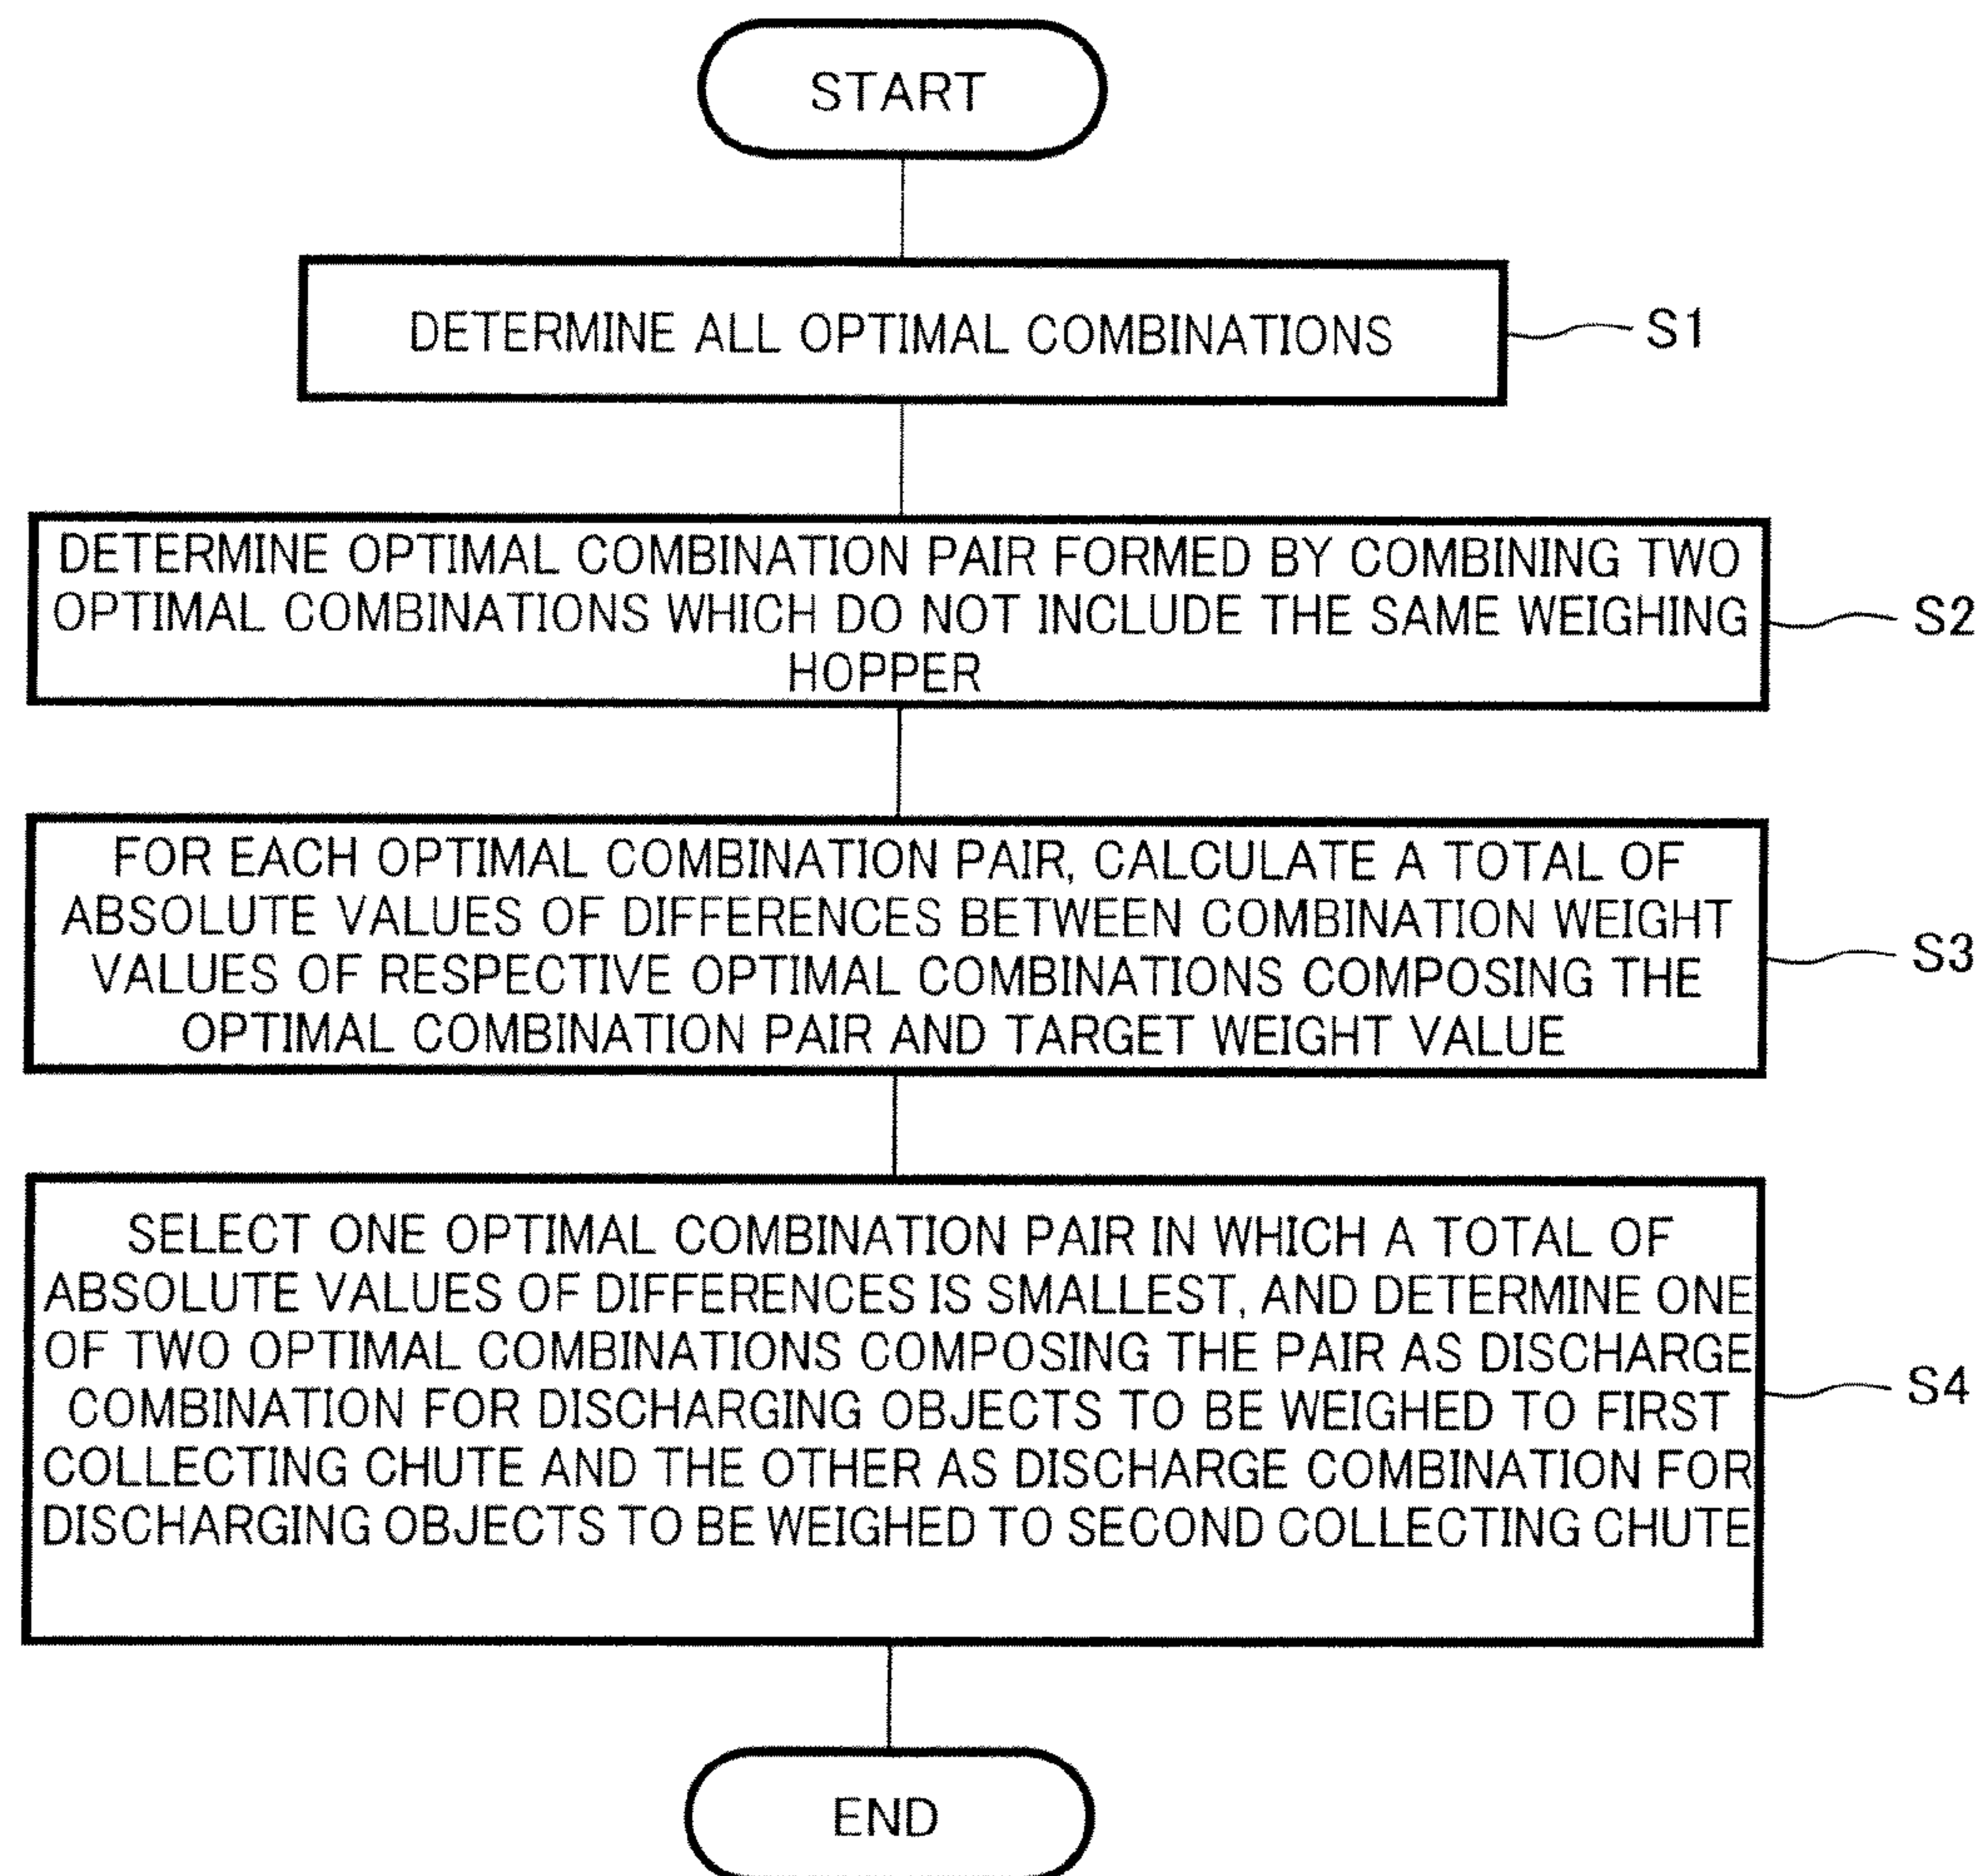 START
DETERMINE ALL OPTIMAL COMBINATIONS
S1
DETERMINE OPTIMAL COMBINATION PAIR FORMED BY COMBINING TWO
OPTIMAL COMBINATIONS WHICH DO NOT INCLUDE THE SAME WEIGHING
HOPPER
S2
FOR EACH OPTIMAL COMBINATION PAIR, CALCULATE A TOTAL OF
ABSOLUTE VALUES OF DIFFERENCES BETWEEN COMBINATION WEIGHT
VALUES OF RESPECTIVE OPTIMAL COMBINATIONS COMPOSING THE
OPTIMAL COMBINATION PAIR AND TARGET WEIGHT VALUE
S3
SELECT ONE OPTIMAL COMBINATION PAIR IN WHICH A TOTAL OF
ABSOLUTE VALUES OF DIFFERENCES IS SMALLEST, AND DETERMINE ONE
OF TWO OPTIMAL COMBINATIONS COMPOSING THE PAIR AS DISCHARGE
COMBINATION FOR DISCHARGING OBJECTS TO BE WEIGHED TO FIRST
COLLECTING CHUTE AND THE OTHER AS DISCHARGE COMBINATION FOR
DISCHARGING OBJECTS TO BE WEIGHED TO SECOND COLLECTING CHUTE
S4
END